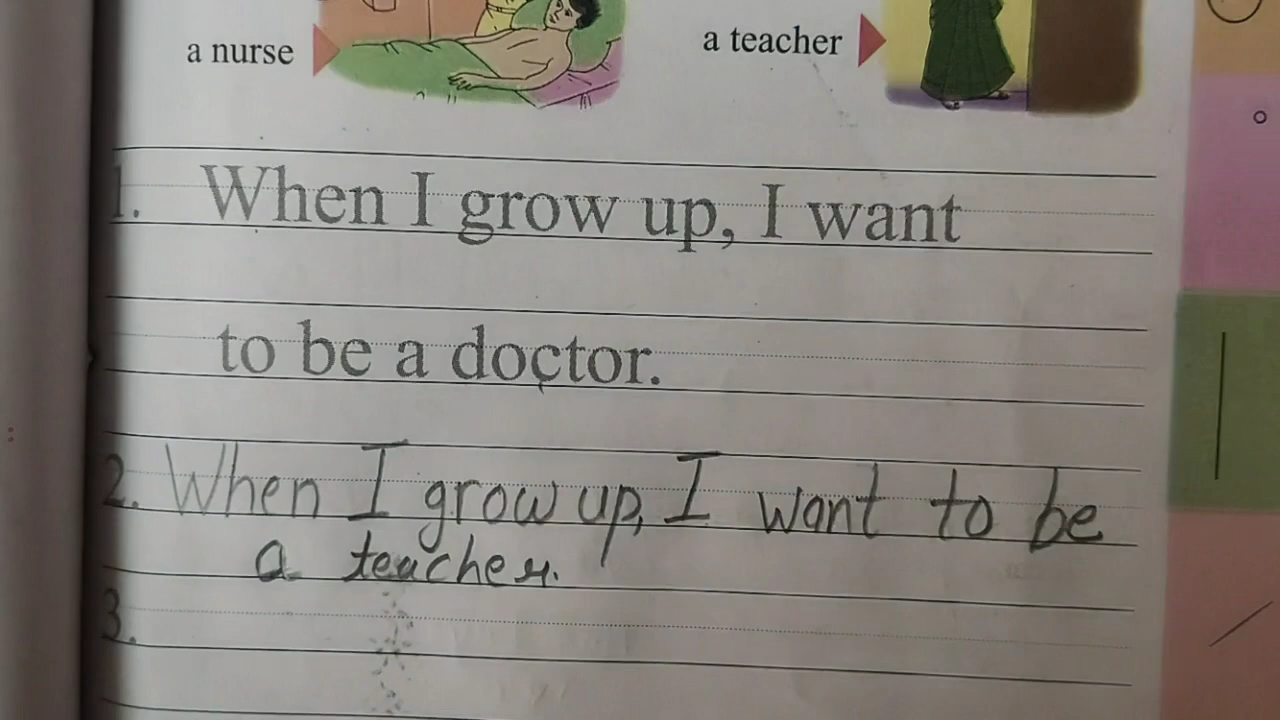 a nurse
a teacher
1. When I grow up, I want
to be a doctor.
2. When I grow up, I want to be
a teacher.
3.